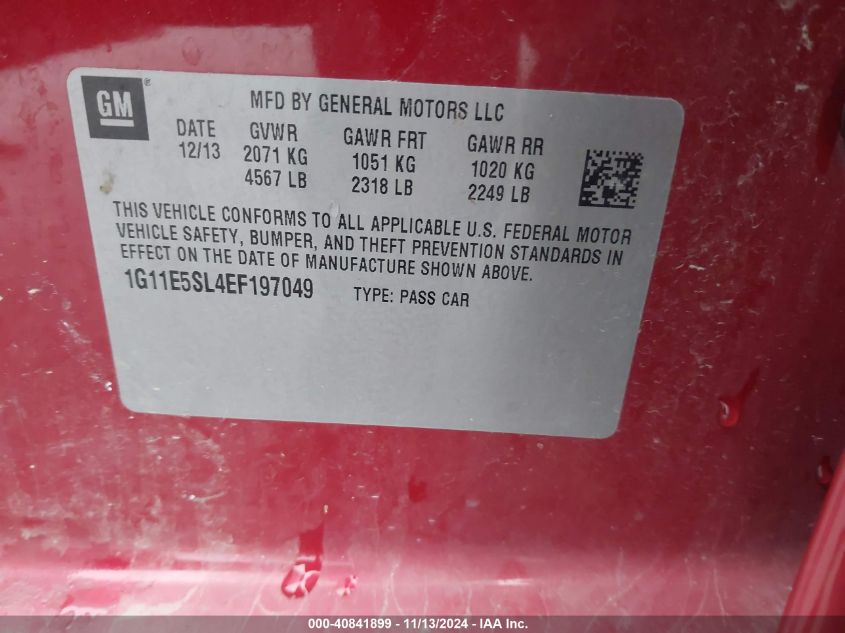 GM ®
MFD BY GENERAL MOTORS LLC
DATE GVWR GAWR FRT GAWR RR
12/13 2071 KG 1051 KG 1020 KG
4567 LB 2318 LB 2249 LB
THIS VEHICLE CONFORMS TO ALL APPLICABLE U.S. FEDERAL MOTOR
VEHICLE SAFETY, BUMPER, AND THEFT PREVENTION STANDARDS IN
EFFECT ON THE DATE OF MANUFACTURE SHOWN ABOVE.
1G11E5SL4EF197049 TYPE: PASS CAR
000-40841899 - 11/13/2024 - IAA Inc.